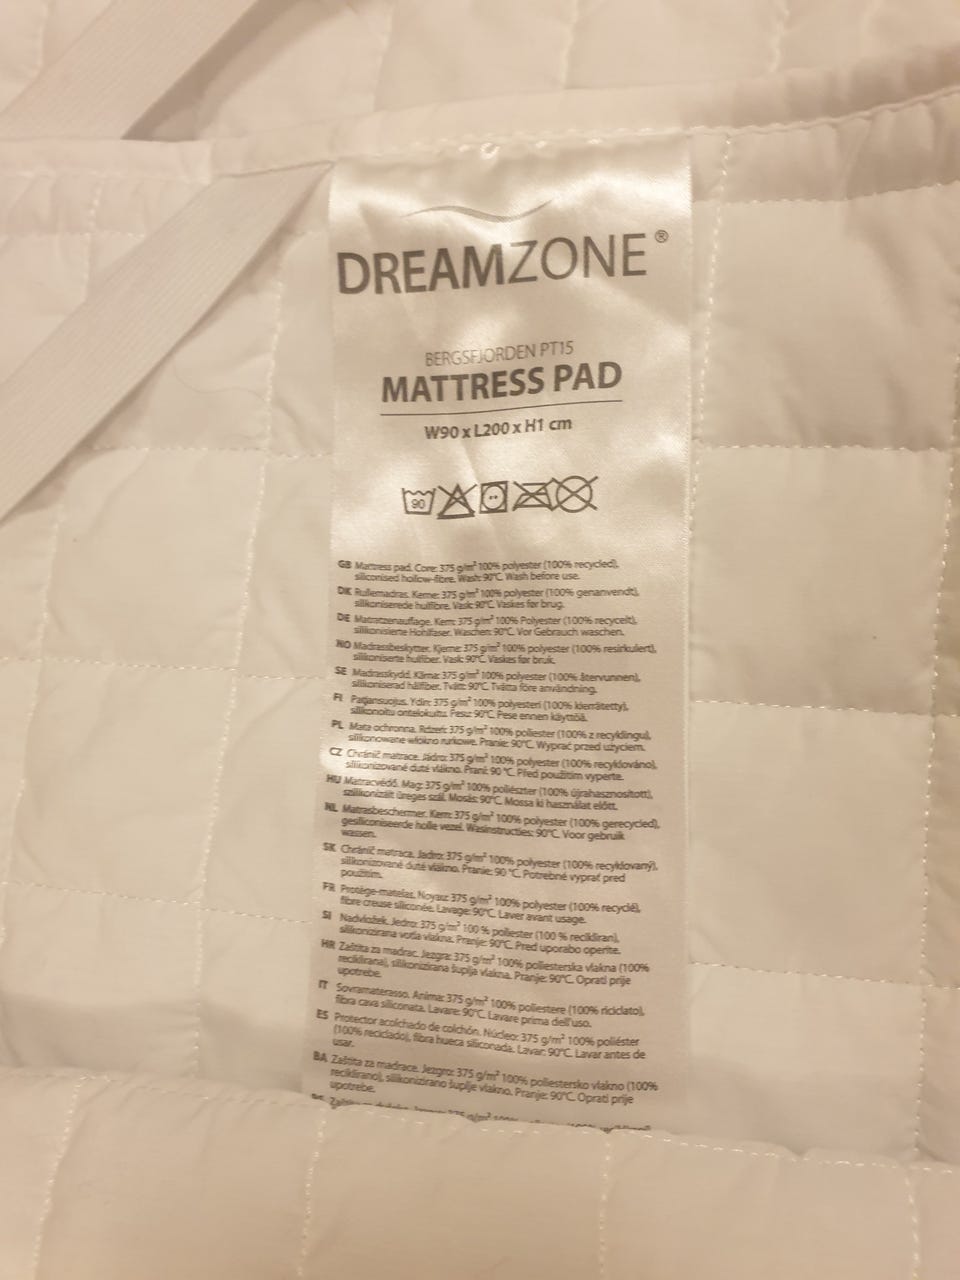 DREAMZONE®
BERGSFJORDEN PT15
MATTRESS PAD
W90 x L200 x H1 cm
90
GB Mattress pad. Core: 375 g/m² 100% polyester (100% recycled),
siliconised hollow-fibre. Wash: 90°C. Wash before use.
DK Rullemadras. Kerne: 375 g/m² 100% polyester (100% genanvendt),
silikoniserede hulfibre. Vask: 90°C. Vaskes før brug.
DE Matratzenauflage. Kern: 375 g/m² 100% Polyester (100% recycelt),
silikonisierte Hohlfaser. Waschen: 90°C. Vor Gebrauch waschen.
NO Madrassbeskytter. Kjerne: 375 g/m² 100% polyester (100% resirkulert),
silikoniserte hulfiber. Vask: 90°C. Vaskes før bruk.
SE Madrasskydd. Kärna: 375 g/m² 100% polyester (100% återvunnen),
silikoniserad hålfiber. Tvätt: 90°C. Tvätta före användning.
FI Patjansuojus. Ydin: 375 g/m² 100% polyesteri (100% kierrätetty),
silikonoitu ontelokuitu. Pesu: 90°C. Pese ennen käyttöä.
PL Mata ochronna. Rdzeń: 375 g/m² 100% poliester (100% z recyklingu),
silikonowane włókno rurkowe. Pranie: 90°C. Wyprać przed użyciem.
CZ Chránič matrace. Jádro: 375 g/m² 100% polyester (100% recyklováno),
silikonizované duté vlákno. Praní: 90 °C. Před použitím vyperte.
HU Matracvédő. Mag: 375 g/m² 100% poliészter (100% újrahasznosított),
szilikonizált üreges szál. Mosás: 90°C. Mossa ki használat előtt.
NL Matrasbeschermer. Kern: 375 g/m² 100% polyester (100% gerecycled),
gesiliconiseerde holle vezel. Wasinstructies: 90°C. Voor gebruik
wassen.
SK Chránič matraca. Jadro: 375 g/m² 100% polyester (100% recyklovaný),
silikonizované duté vlákno. Pranie: 90 °C. Potrebné vyprať pred
použitím.
FR Protège-matelas. Noyau: 375 g/m² 100% polyester (100% recyclé),
fibre creuse siliconée. Lavage: 90°C. Laver avant usage.
SI Nadvložek. Jedro: 375 g/m² 100 % poliester (100 % recikliran),
silikonizirana votla vlakna. Pranje: 90°C. Pred uporabo operite.
HR Zaštita za madrac. Jezgra: 375 g/m² 100% poliesterska vlakna (100%
reciklirana), silikonizirana šuplja vlakna. Pranje: 90°C. Oprati prije
upotrebe.
IT Sovramaterasso. Anima: 375 g/m² 100% poliestere (100% riciclato),
fibra cava siliconata. Lavare: 90°C. Lavare prima dell'uso.
ES Protector acolchado de colchón. Núcleo: 375 g/m² 100% poliéster
(100% reciclado), fibra hueca siliconada. Lavar: 90°C. Lavar antes de
usar.
BA Zaštita za madrace. Jezgro: 375 g/m² 100% poliestersko vlakno (100%
reciklirano), silikonizirano šuplje vlakno. Pranje: 90°C. Oprati prije
upotrebe.